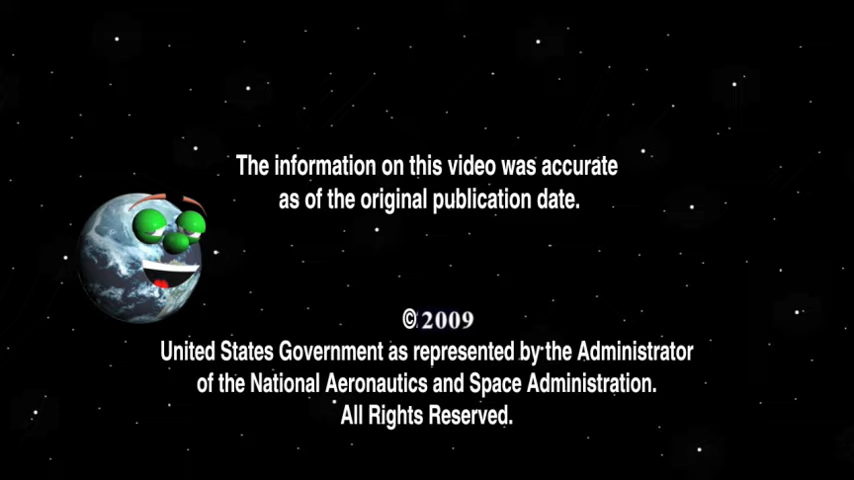 The information on this video was accurate
as of the original publication date.
© 2009
United States Government as represented by the Administrator
of the National Aeronautics and Space Administration.
All Rights Reserved.